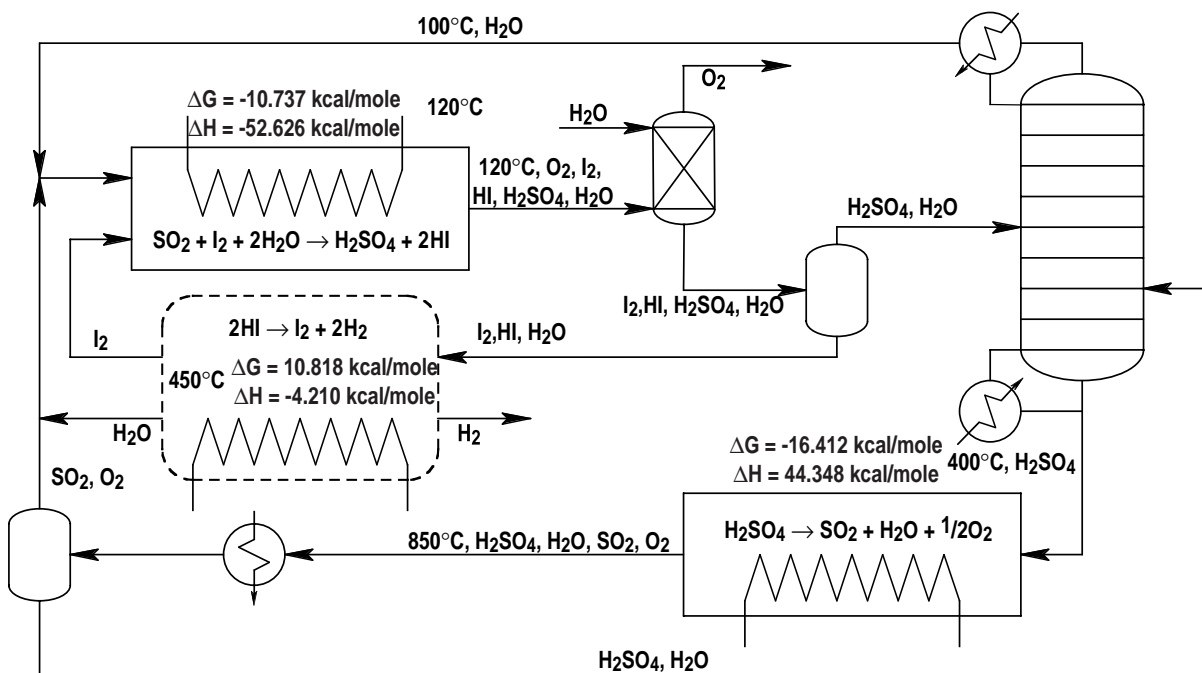 100°C, H₂O
ΔG = -10.737 kcal/mole
ΔH = -52.626 kcal/mole
120°C
O₂
H₂O
120°C, O₂, I₂,
HI, H₂SO₄, H₂O
SO₂ + I₂ + 2H₂O → H₂SO₄ + 2HI
H₂SO₄, H₂O
I₂,HI, H₂SO₄, H₂O
2HI → I₂ + 2H₂
I₂
I₂,HI, H₂O
450°C
ΔG = 10.818 kcal/mole
ΔH = -4.210 kcal/mole
H₂O
H₂
SO₂, O₂
ΔG = -16.412 kcal/mole
ΔH = 44.348 kcal/mole
400°C, H₂SO₄
H₂SO₄ → SO₂ + H₂O + 1/2O₂
850°C, H₂SO₄, H₂O, SO₂, O₂
H₂SO₄, H₂O